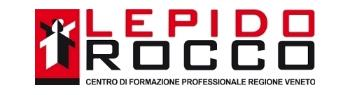 LEPIDO
ROCCO
CENTRO DI FORMAZIONE PROFESSIONALE REGIONE VENETO